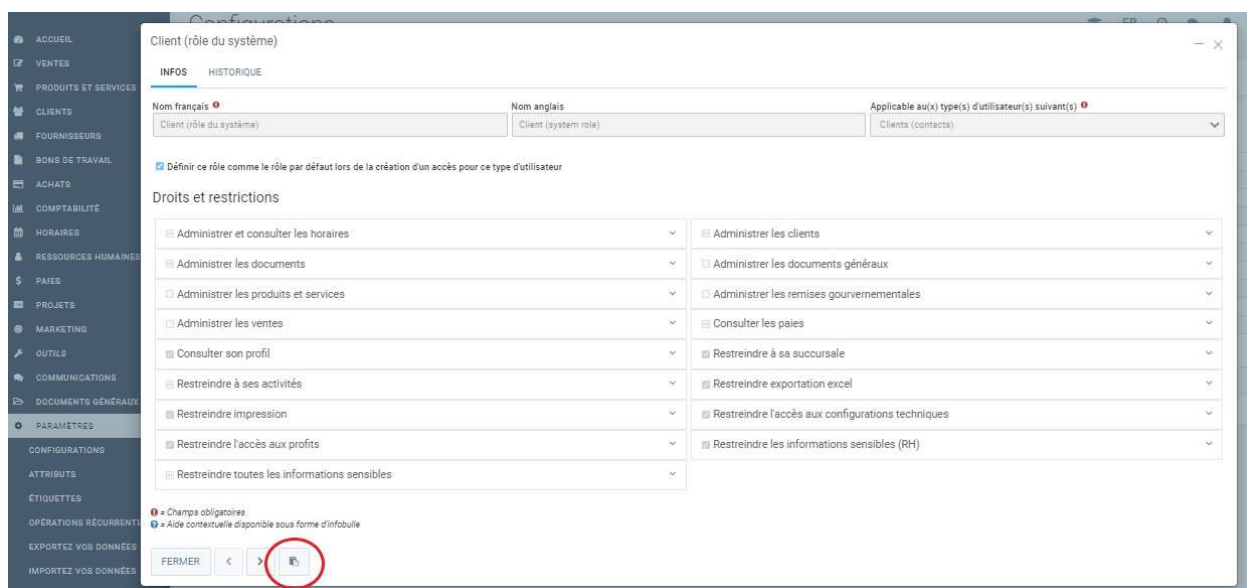 Configurations
FR
ACCUEIL
VENTES
PRODUITS ET SERVICES
CLIENTS
FOURNISSEURS
BONS DE TRAVAIL
ACHATS
COMPTABILITÉ
HORAIRES
RESSOURCES HUMAINES
PAIES
PROJETS
MARKETING
OUTILS
COMMUNICATIONS
DOCUMENTS GÉNÉRAUX
PARAMÈTRES
CONFIGURATIONS
ATTRIBUTS
ÉTIQUETTES
OPÉRATIONS RÉCURRENTE
EXPORTEZ VOS DONNÉES
IMPORTEZ VOS DONNÉES
Client (rôle du système)
INFOS HISTORIQUE
Nom français Nom anglais Applicable au(x) type(s) d'utilisateur(s) suivant(s)
Client (rôle du système) Client (system role) Clients (contacts)
Définir ce rôle comme le rôle par défaut lors de la création d'un accès pour ce type d'utilisateur
Droits et restrictions
Administrer et consulter les horaires Administrer les clients
Administrer les documents Administrer les documents généraux
Administrer les produits et services Administrer les remises gourvernementales
Administrer les ventes Consulter les paies
Consulter son profil Restreindre à sa succursale
Restreindre à ses activités Restreindre exportation excel
Restreindre impression Restreindre l'accès aux configurations techniques
Restreindre l'accès aux profits Restreindre les informations sensibles (RH)
Restreindre toutes les informations sensibles
= Champs obligatoires
= Aide contextuelle disponible sous forme d'infobulle
FERMER < >